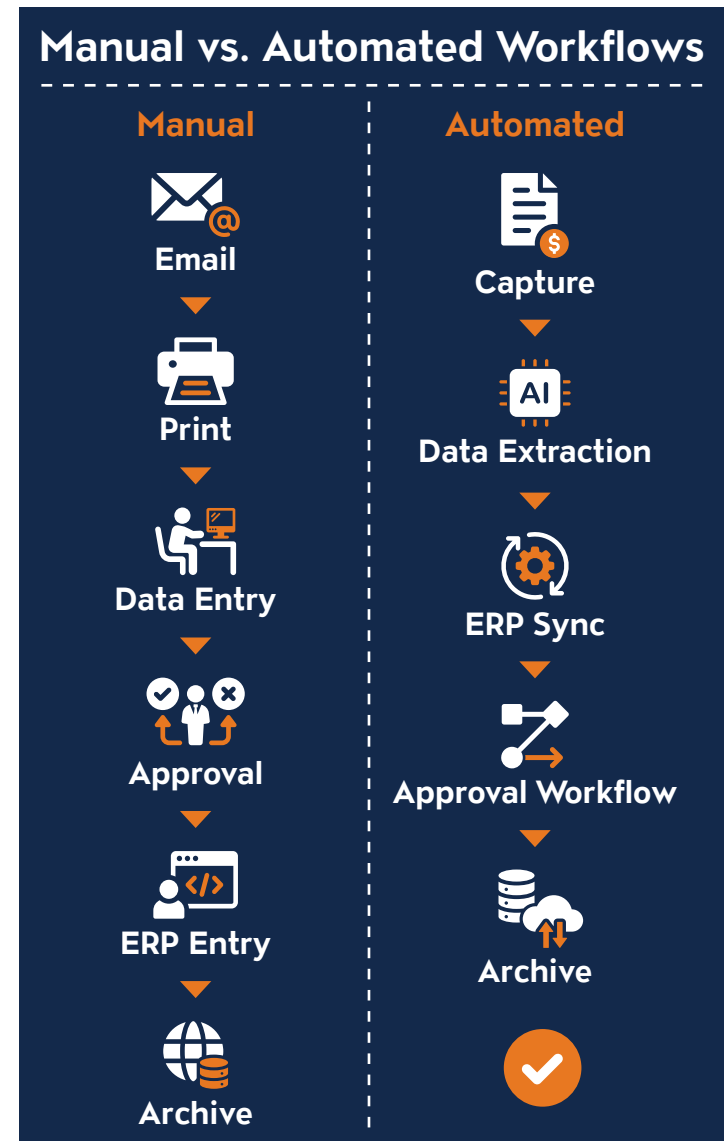 Manual vs. Automated Workflows
Manual
@
Email
Print
Data Entry
Approval
</>
ERP Entry
Archive
Automated
$
Capture
AI
Data Extraction
ERP Sync
Approval Workflow
Archive